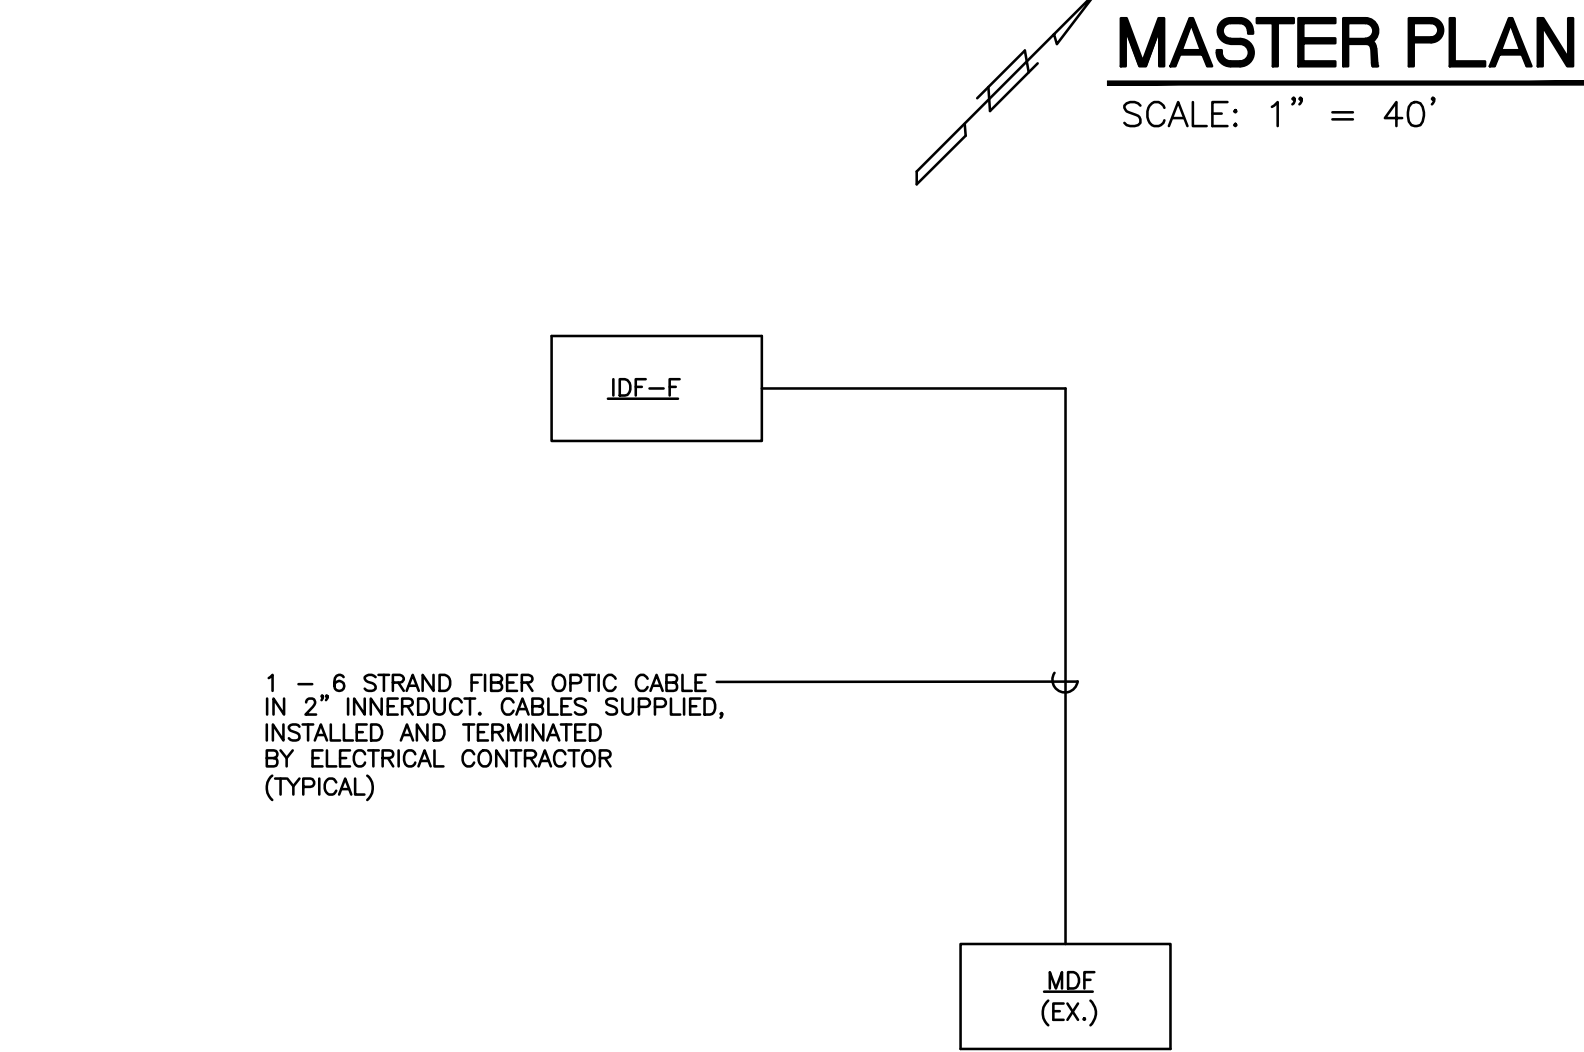 MASTER PLAN
SCALE: 1” = 40’
IDF-F
1 - 6 STRAND FIBER OPTIC CABLE
IN 2” INNERDUCT. CABLES SUPPLIED,
INSTALLED AND TERMINATED
BY ELECTRICAL CONTRACTOR
(TYPICAL)
MDF
(EX.)